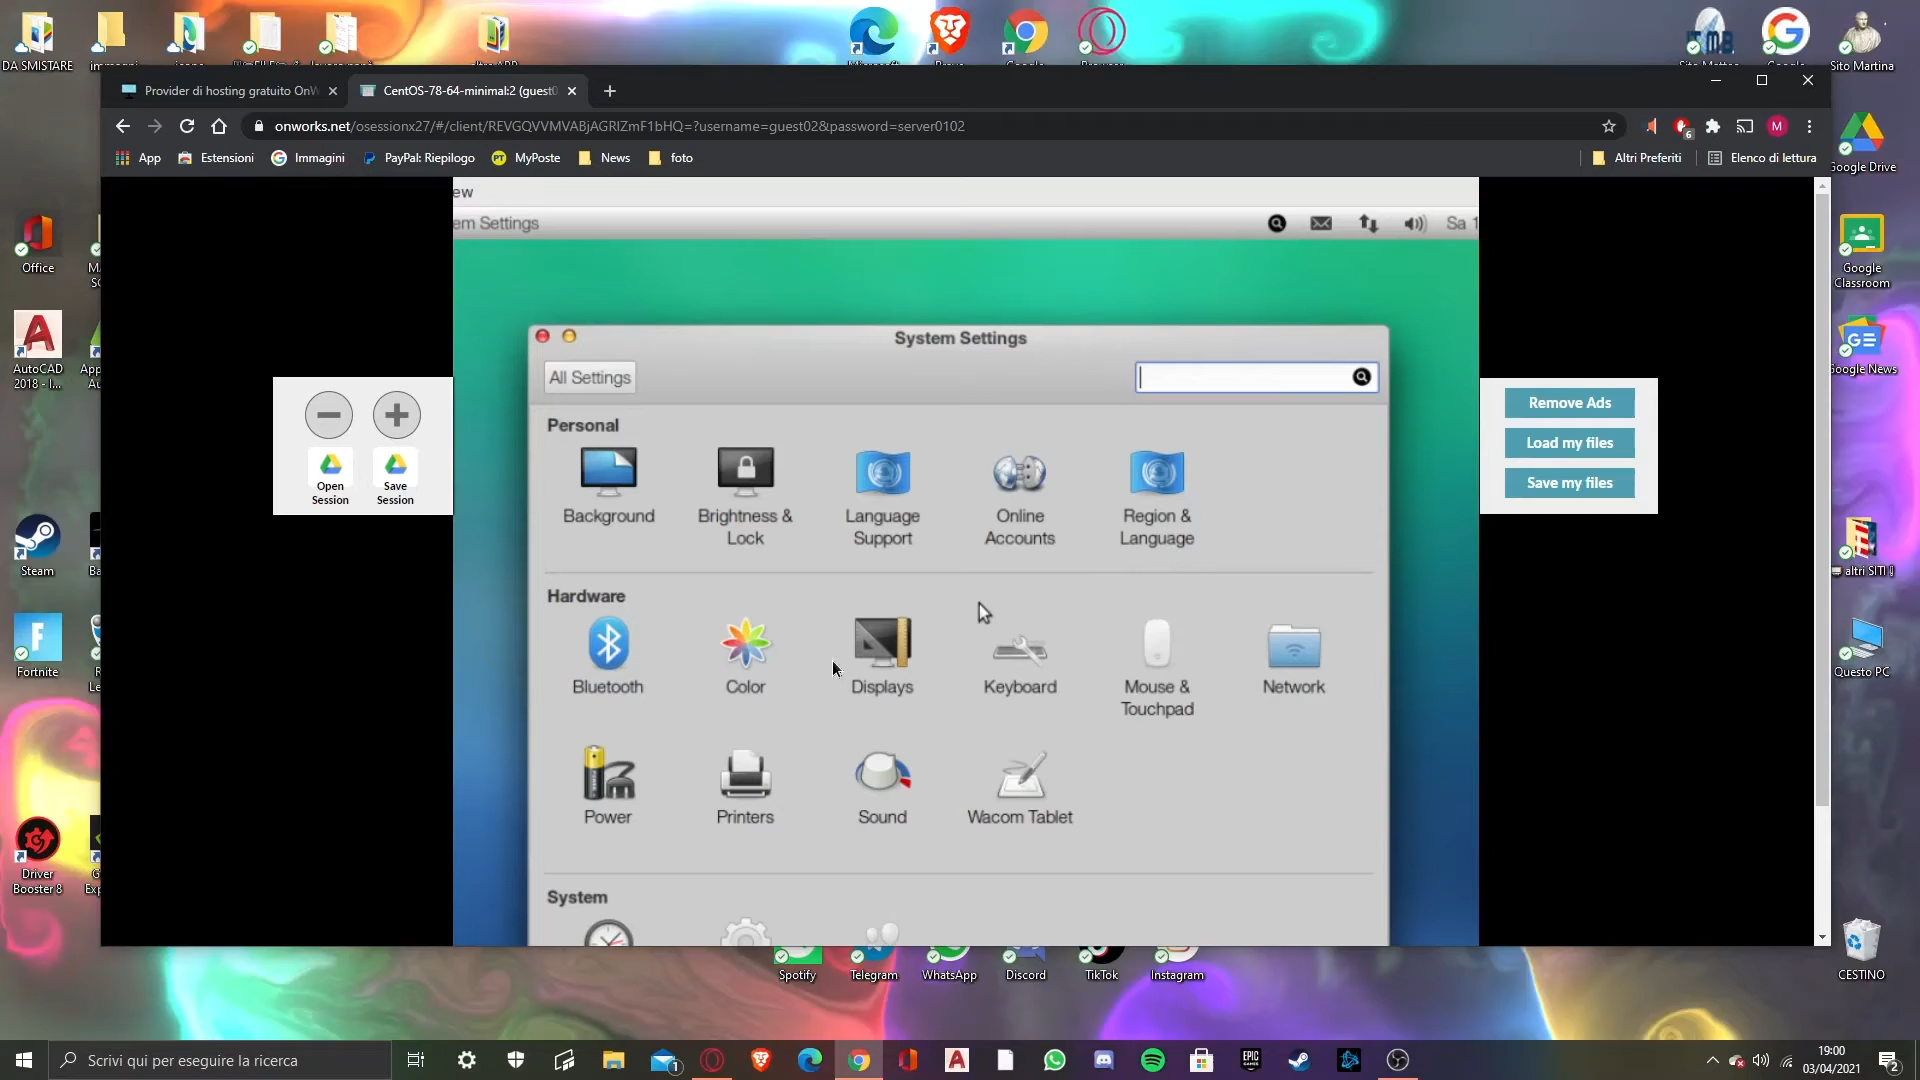 DA SMISTARE
Sito Martina
Provider di hosting gratuito OnW
CentOS-78-64-minimal:2 (guest0
onworks.net/osessionx27/#/client/REVGQVVMVABjAGRlZmF1bHQ=?username=guest02&password=server0102
6
M
App
Estensioni
Immagini
PayPal: Riepilogo
MyPoste
News
foto
Altri Preferiti
Elenco di lettura
Google Drive
ew
em Settings
Sa 1
System Settings
All Settings
Personal
Background
Brightness &
Lock
Language
Support
Online
Accounts
Region &
Language
Hardware
Bluetooth
Color
Displays
Keyboard
Mouse &
Touchpad
Network
Power
Printers
Sound
Wacom Tablet
System
Open
Session
Save
Session
Remove Ads
Load my files
Save my files
Office
AutoCAD
2018 - I...
Steam
Fortnite
Driver
Booster 8
Google
Classroom
Google News
altri SITI
Questo PC
CESTINO
Spotify
Telegram
WhatsApp
Discord
TikTok
Instagram
Scrivi qui per eseguire la ricerca
1
EPIC
GAMES
19:00
03/04/2021
2